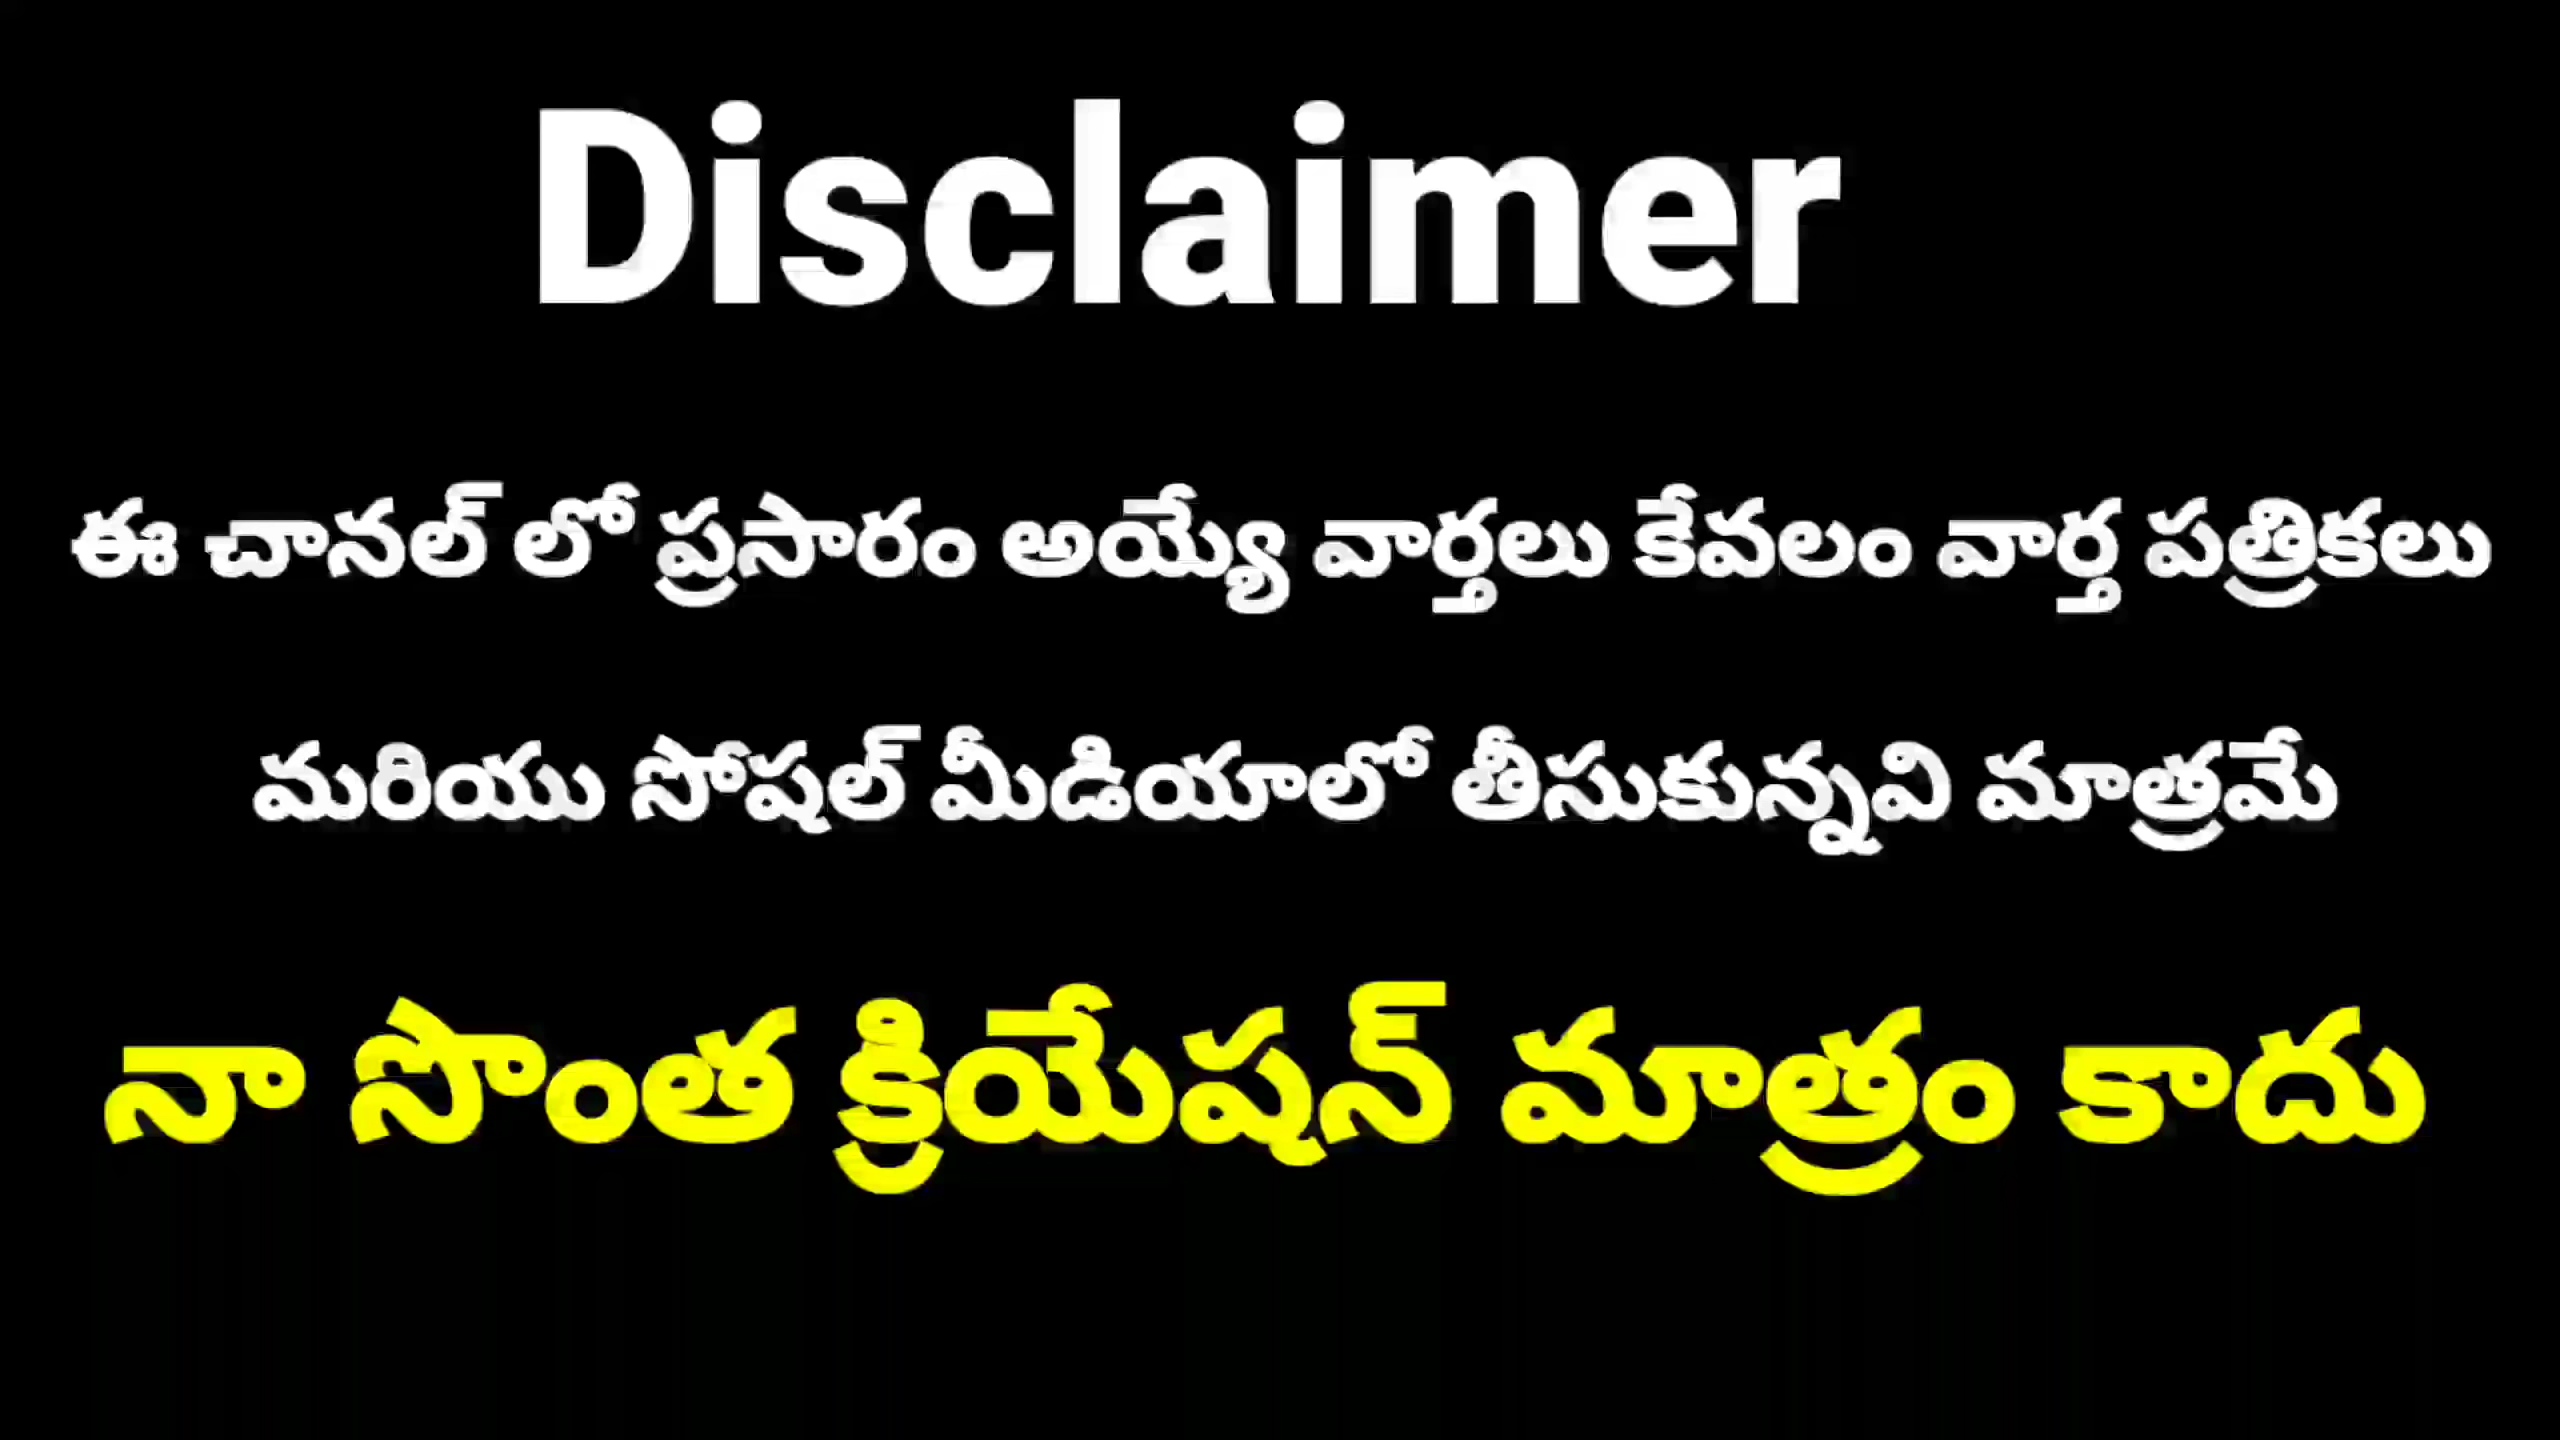 Disclaimer
ఈ చానల్ లో ప్రసారం అయ్యే వార్తలు కేవలం వార్త పత్రికలు
మరియు సోషల్ మీడియాలో తీసుకున్నవి మాత్రమే
నా సొంత క్రియేషన్ మాత్రం కాదు